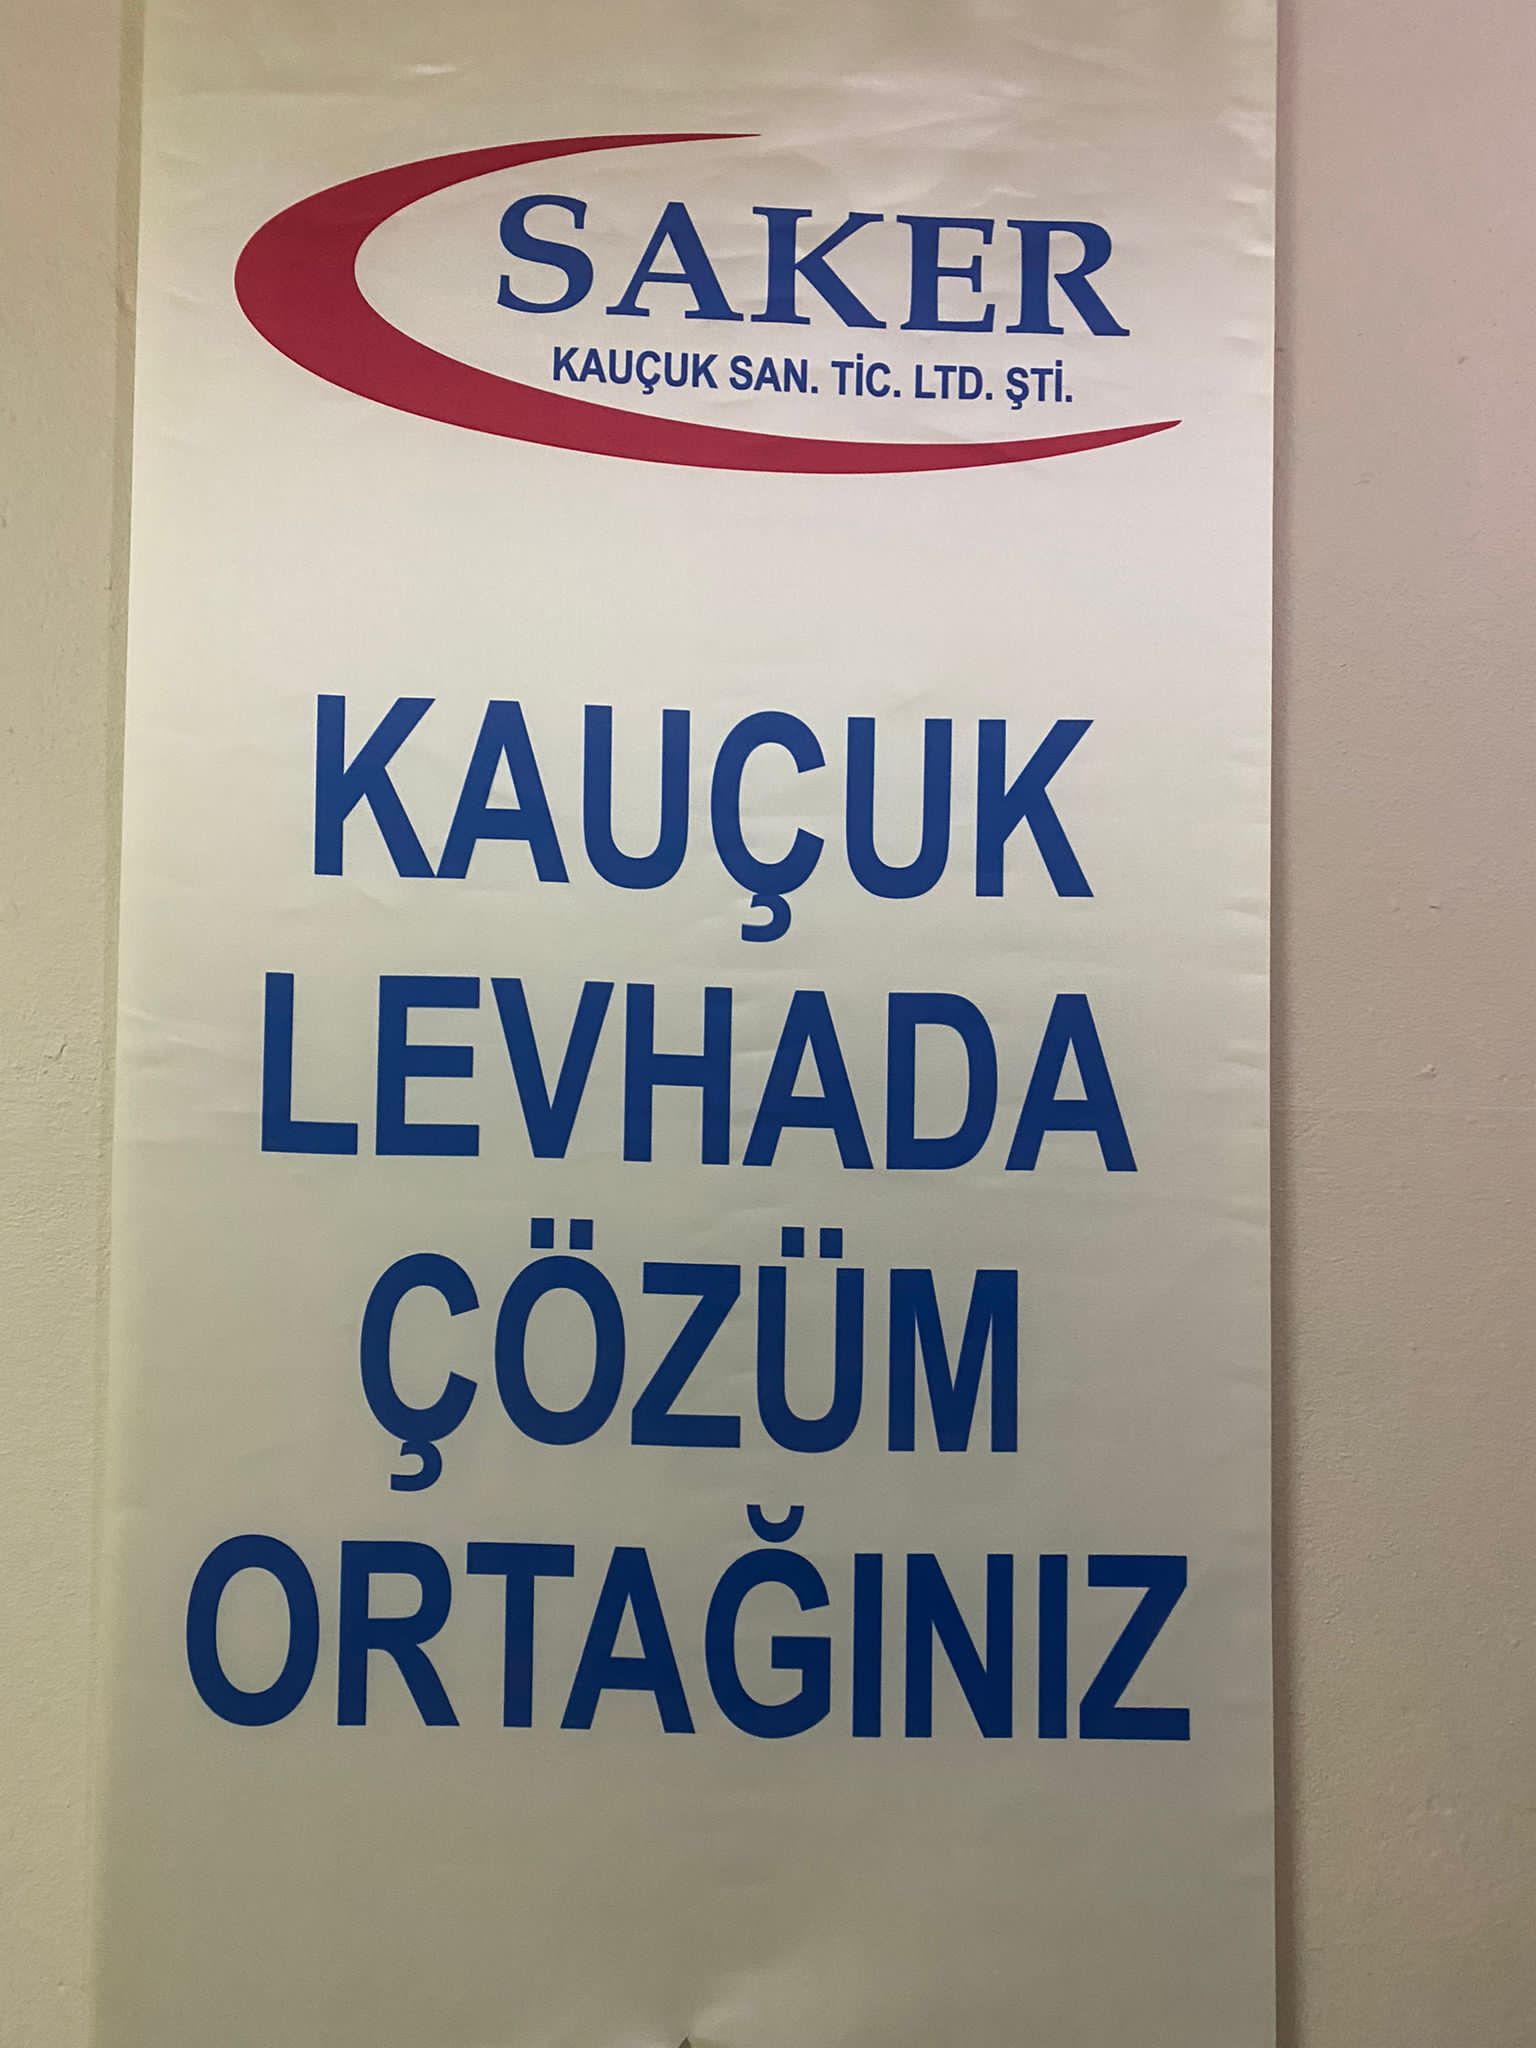 SAKER
KAUÇUK SAN. TİC. LTD. ŞTİ.
KAUÇUK
LEVHADA
ÇÖZÜM
ORTAĞINIZ